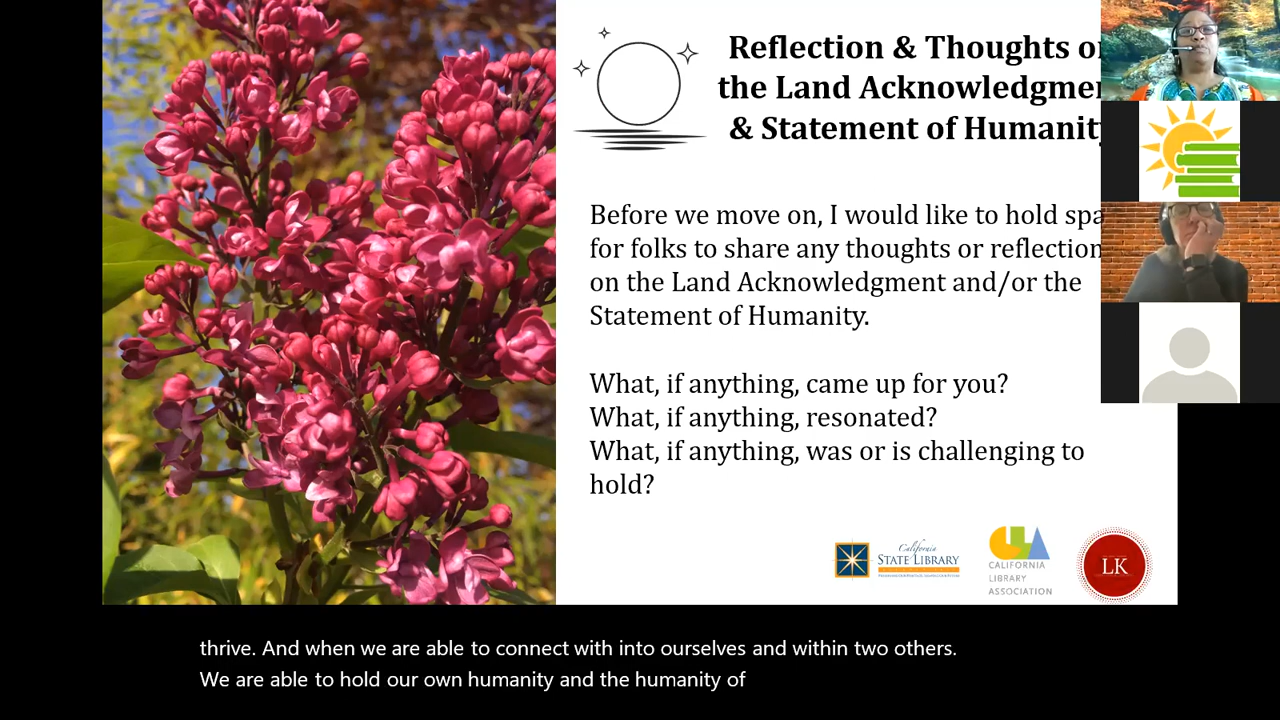 Reflection & Thoughts o
the Land Acknowledgme
& Statement of Humanity
Before we move on, I would like to hold spa
for folks to share any thoughts or reflection
on the Land Acknowledgment and/or the
Statement of Humanity.
What, if anything, came up for you?
What, if anything, resonated?
What, if anything, was or is challenging to
hold?
California
STATE LIBRARY
CLA
CALIFORNIA
LIBRARY
ASSOCIATION
LK
thrive. And when we are able to connect with into ourselves and within two others.
We are able to hold our own humanity and the humanity of